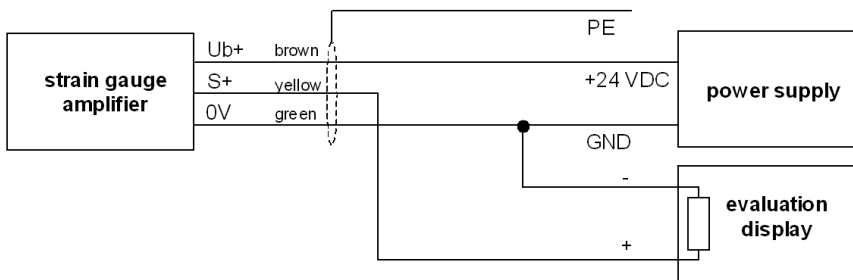 PE
Ub+ brown
strain gauge
amplifier
S+ yellow
0V green
+24 VDC
power supply
GND
-
evaluation
display
+